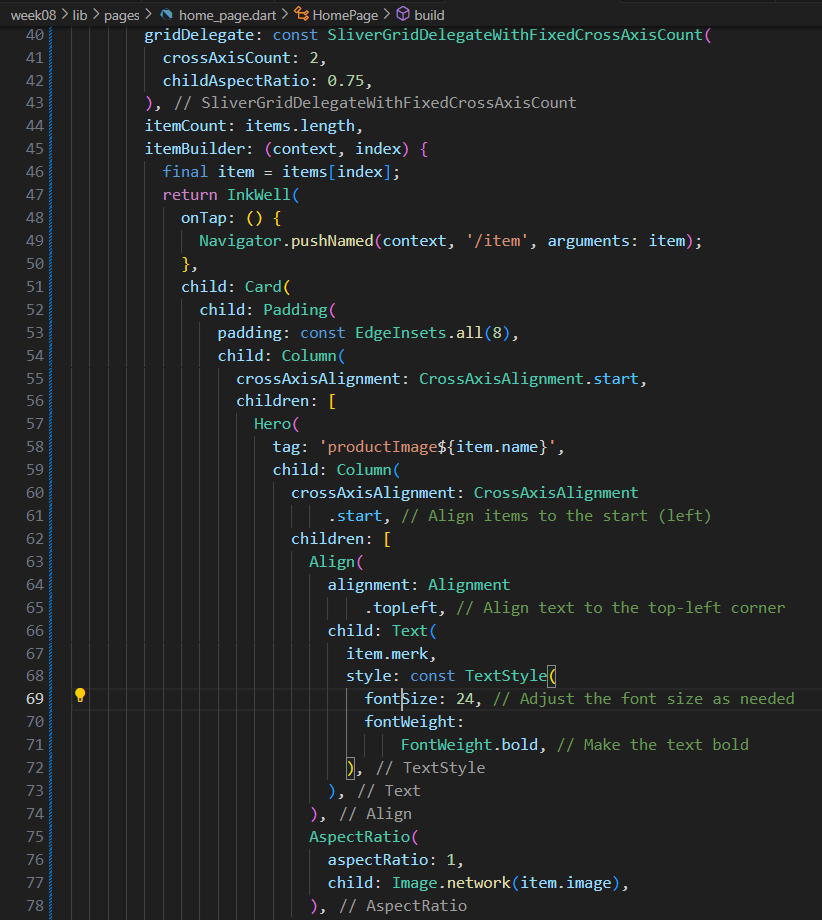 week08 > lib > pages > home_page.dart > HomePage > build
40 gridDelegate: const SliverGridDelegateWithFixedCrossAxisCount(
41 crossAxisCount: 2,
42 childAspectRatio: 0.75,
43 ), // SliverGridDelegateWithFixedCrossAxisCount
44 itemCount: items.length,
45 itemBuilder: (context, index) {
46 final item = items[index];
47 return InkWell(
48 onTap: () {
49 Navigator.pushNamed(context, '/item', arguments: item);
50 },
51 child: Card(
52 child: Padding(
53 padding: const EdgeInsets.all(8),
54 child: Column(
55 crossAxisAlignment: CrossAxisAlignment.start,
56 children: [
57 Hero(
58 tag: 'productImage${item.name}',
59 child: Column(
60 crossAxisAlignment: CrossAxisAlignment
61 .start, // Align items to the start (left)
62 children: [
63 Align(
64 alignment: Alignment
65 .topLeft, // Align text to the top-left corner
66 child: Text(
67 item.merk,
68 style: const TextStyle(
69 fontSize: 24, // Adjust the font size as needed
70 fontWeight:
71 FontWeight.bold, // Make the text bold
72 ), // TextStyle
73 ), // Text
74 ), // Align
75 AspectRatio(
76 aspectRatio: 1,
77 child: Image.network(item.image),
78 ), // AspectRatio